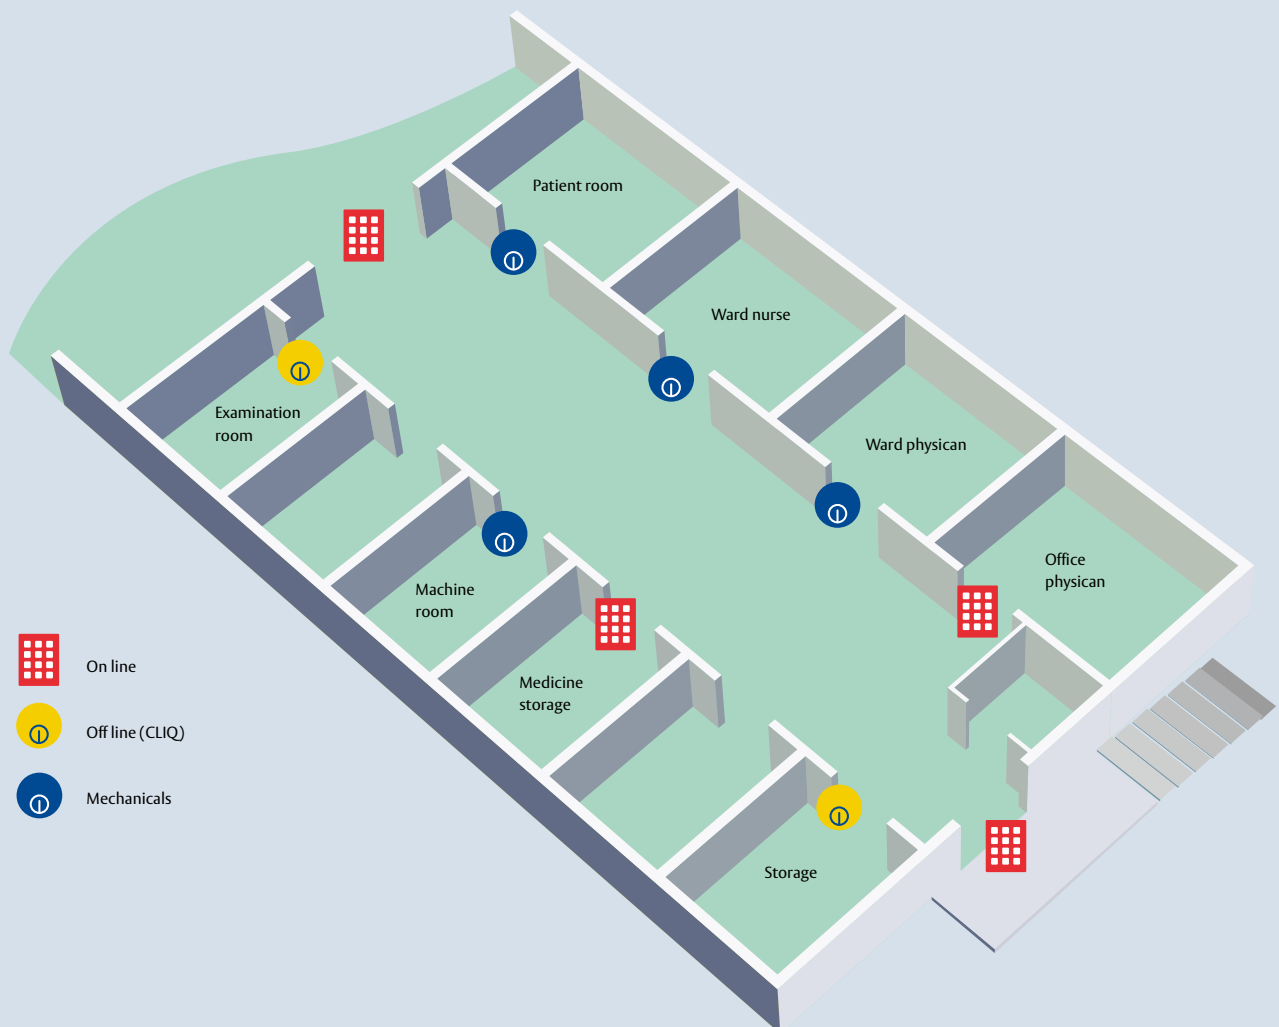 Patient room
Ward nurse
Examination
room
Ward physican
Office
physican
Machine
room
Medicine
storage
Storage
On line
Off line (CLIQ)
Mechanicals